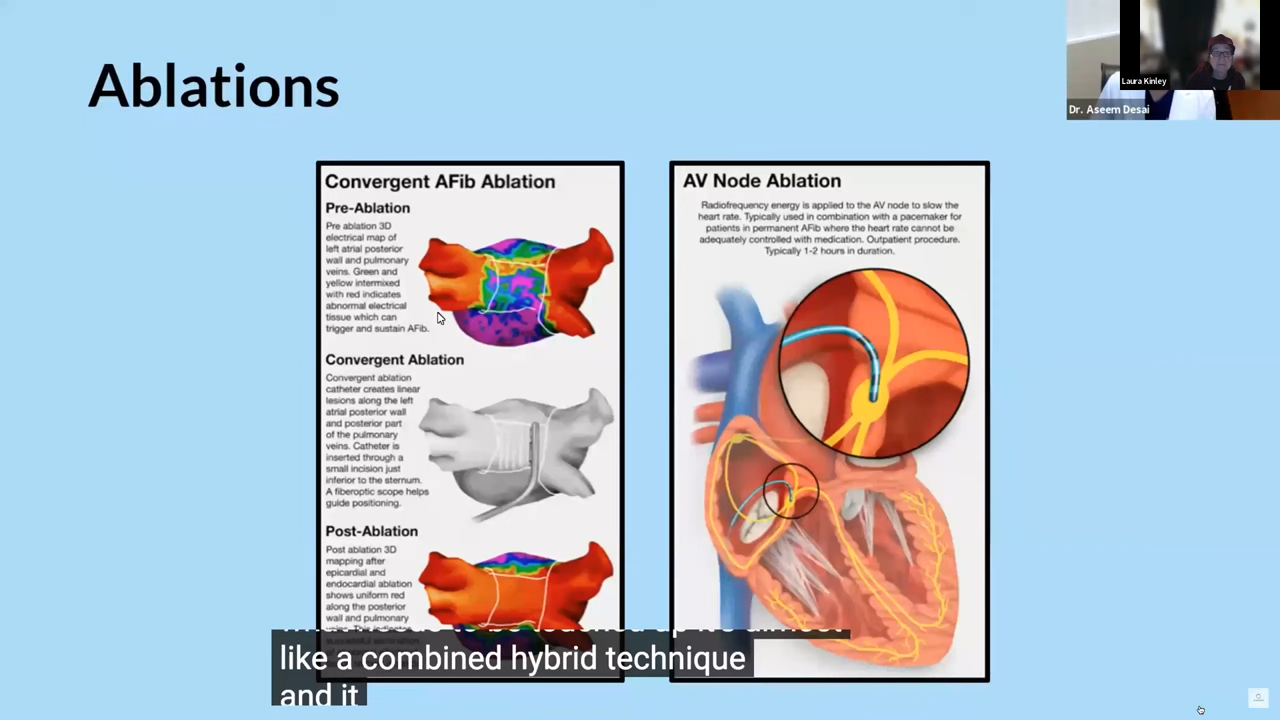 Ablations
Laura Kinley
Dr. Aseem Desai
Convergent AFib Ablation
Pre-Ablation
Pre ablation 3D
electrical map of
left atrial posterior
wall and pulmonary
veins. Green and
yellow intermixed
with red indicates
abnormal electrical
tissue which can
trigger and sustain AFib.
Convergent Ablation
Convergent ablation
catheter creates linear
lesions along the left
atrial posterior wall
and posterior part
of the pulmonary
veins. Catheter is
inserted through a
small incision just
inferior to the sternum.
A fiberoptic scope helps
guide positioning.
Post-Ablation
Post ablation 3D
mapping after
epicardial and
endocardial ablation
shows uniform red
along the posterior
wall and pulmonary
AV Node Ablation
Radiofrequency energy is applied to the AV node to slow the
heart rate. Typically used in combination with a pacemaker for
patients in permanent AFib where the heart rate cannot be
adequately controlled with medication. Outpatient procedure.
Typically 1-2 hours in duration.
like a combined hybrid technique
and it